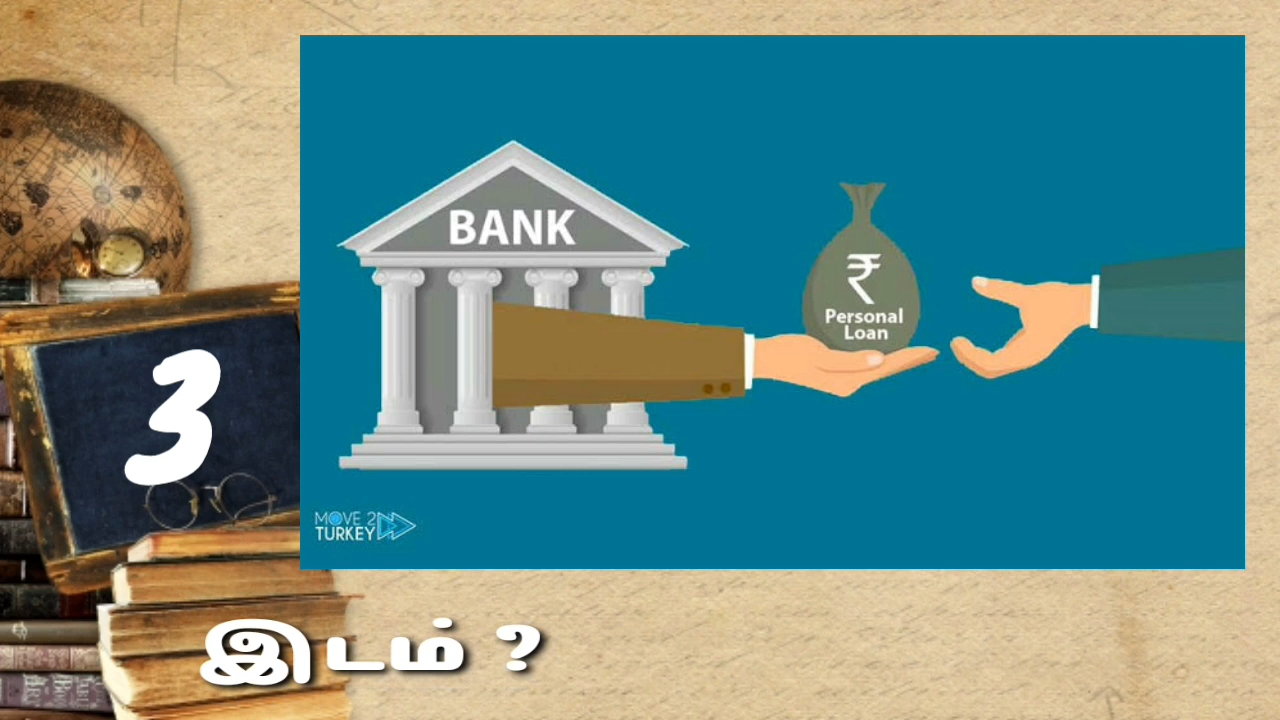 BANK
₹
Personal
Loan
3
MOVE 2
TURKEY
இடம் ?